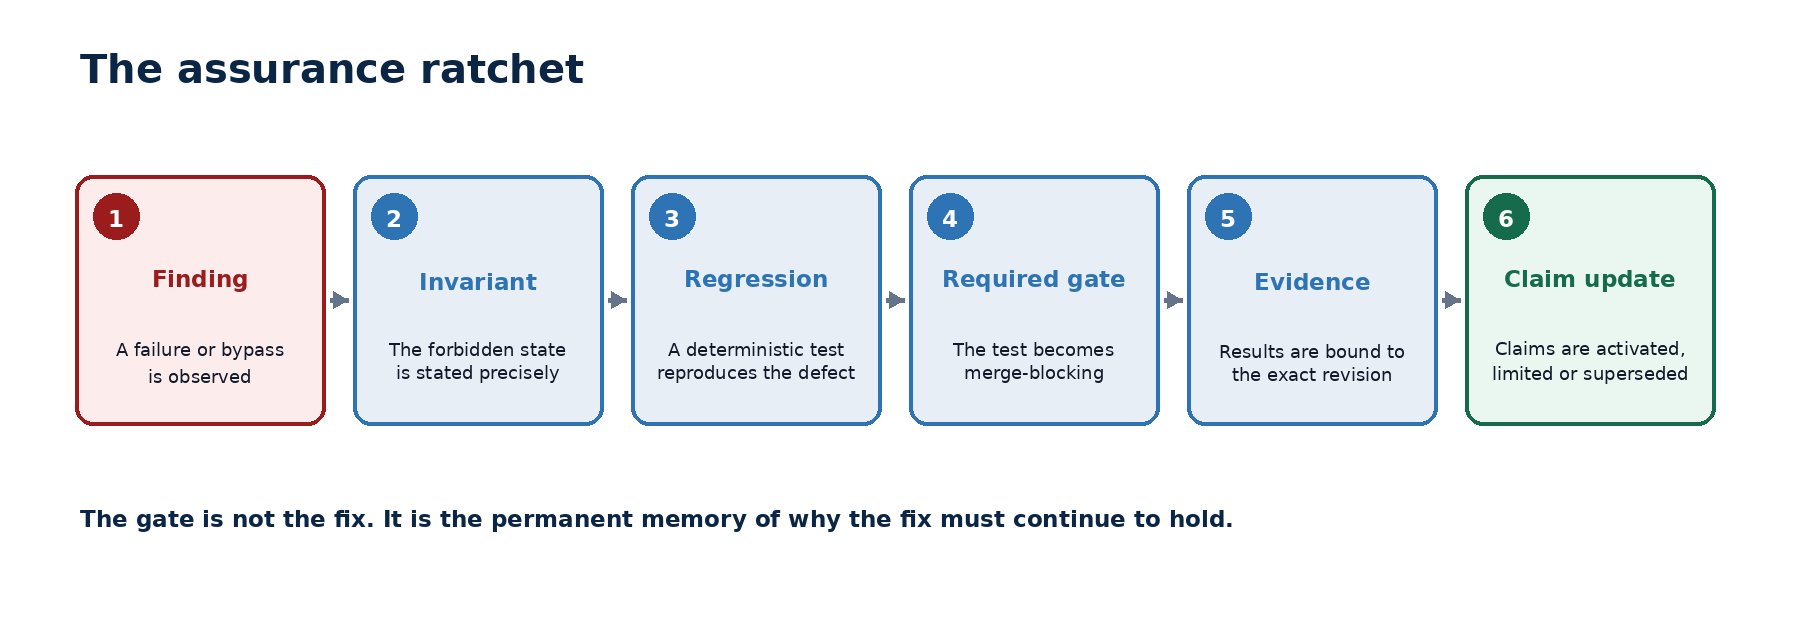 The assurance ratchet
1
Finding
A failure or bypass
is observed
2
Invariant
The forbidden state
is stated precisely
3
Regression
A deterministic test
reproduces the defect
4
Required gate
The test becomes
merge-blocking
5
Evidence
Results are bound to
the exact revision
6
Claim update
Claims are activated,
limited or superseded
The gate is not the fix. It is the permanent memory of why the fix must continue to hold.